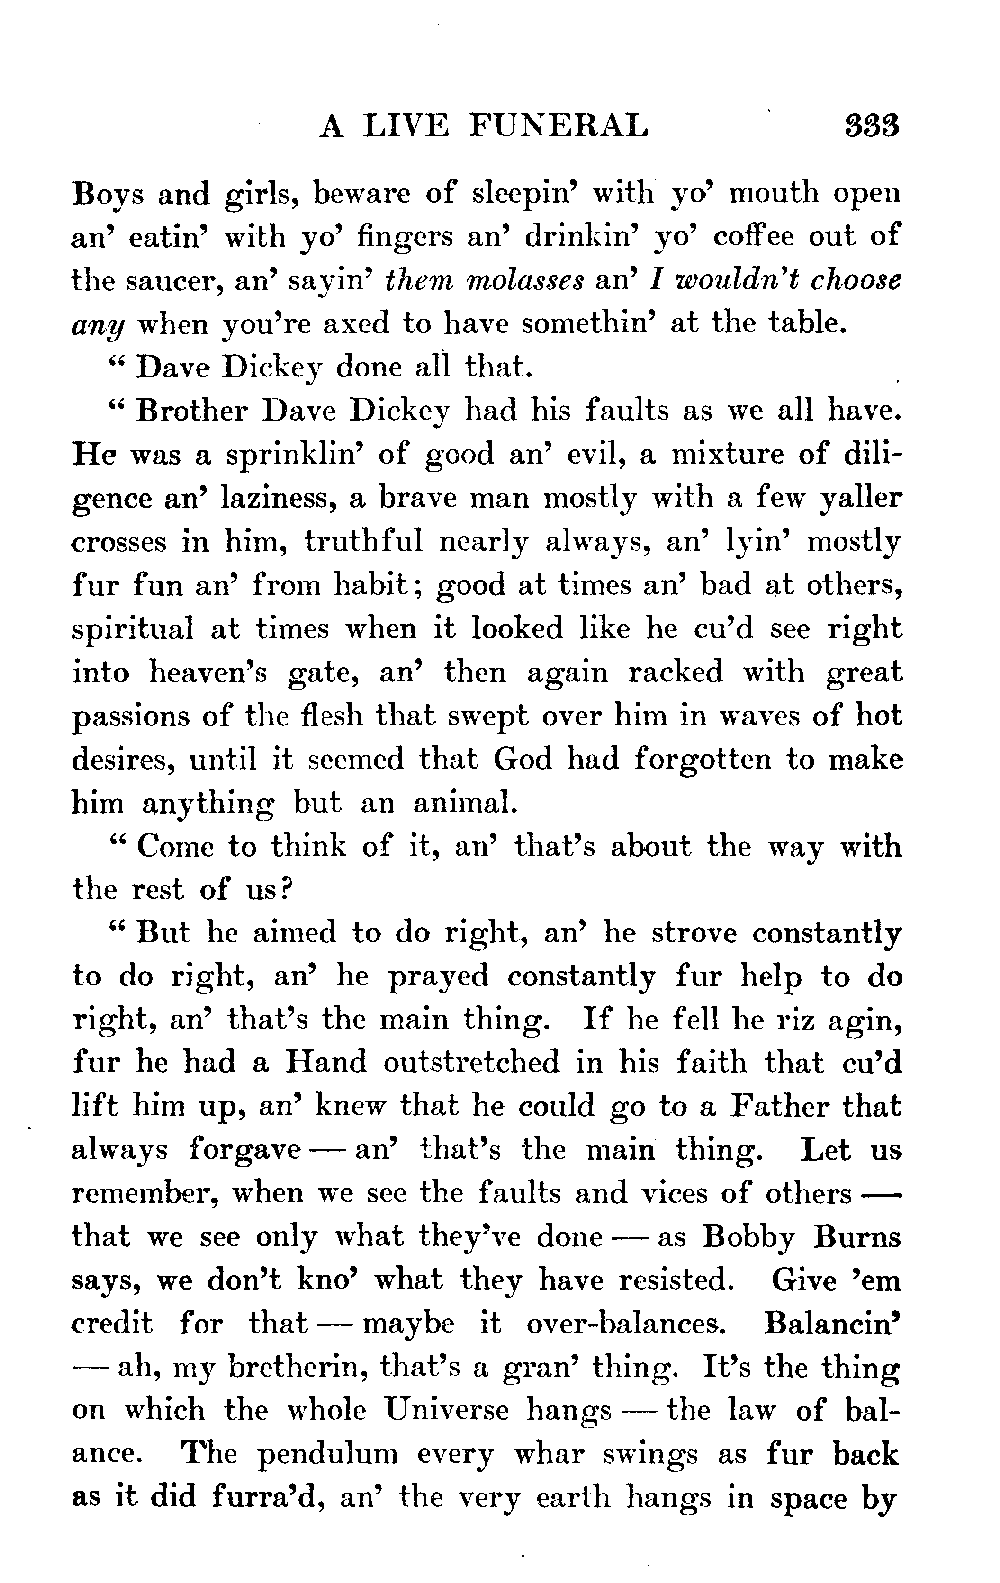 A LIVE FUNERAL 333
Boys and girls, beware of sleepin’ with yo’ mouth open
an’ eatin’ with yo’ fingers an’ drinkin’ yo’ coffee out of
the saucer, an’ sayin’ them molasses an’ I wouldn’t choose
any when you’re axed to have somethin’ at the table.
“ Dave Dickey done all that.
“ Brother Dave Dickey had his faults as we all have.
He was a sprinklin’ of good an’ evil, a mixture of dili-
gence an’ laziness, a brave man mostly with a few yaller
crosses in him, truthful nearly always, an’ lyin’ mostly
fur fun an’ from habit; good at times an’ bad at others,
spiritual at times when it looked like he cu’d see right
into heaven’s gate, an’ then again racked with great
passions of the flesh that swept over him in waves of hot
desires, until it seemed that God had forgotten to make
him anything but an animal.
“ Come to think of it, an’ that’s about the way with
the rest of us?
“ But he aimed to do right, an’ he strove constantly
to do right, an’ he prayed constantly fur help to do
right, an’ that’s the main thing. If he fell he riz agin,
fur he had a Hand outstretched in his faith that cu’d
lift him up, an’ knew that he could go to a Father that
always forgave — an’ that’s the main thing. Let us
remember, when we see the faults and vices of others —
that we see only what they’ve done — as Bobby Burns
says, we don’t kno’ what they have resisted. Give ’em
credit for that — maybe it over-balances. Balancin’
— ah, my bretherin, that’s a gran’ thing. It’s the thing
on which the whole Universe hangs — the law of bal-
ance. The pendulum every whar swings as fur back
as it did furra’d, an’ the very earth hangs in space by